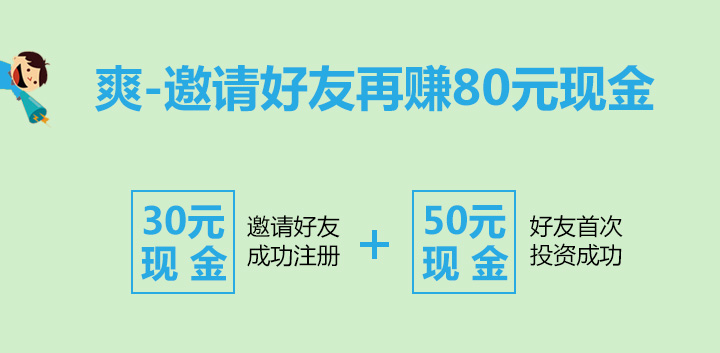 爽-邀请好友再赚80元现金
30元
现 金
邀请好友
成功注册
+
50元
现 金
好友首次
投资成功